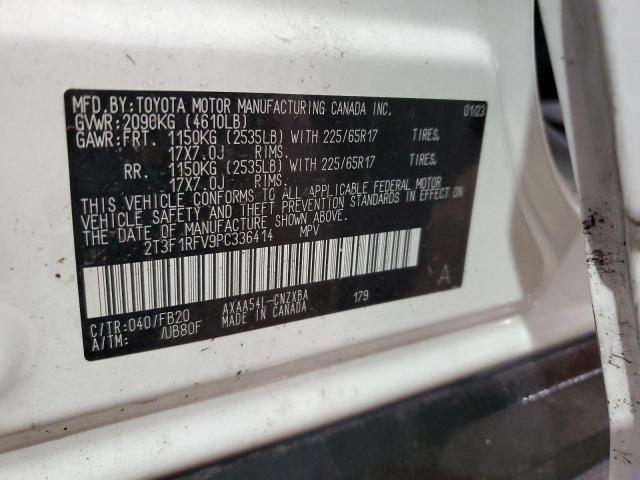 MFD.BY:TOYOTA MOTOR MANUFACTURING CANADA INC. 01/23
GVWR:2090KG (4610LB)
GAWR:FRT. 1150KG (2535LB) WITH 225/65R17 TIRES,
17X7.0J RIMS.
RR. 1150KG (2535LB) WITH 225/65R17 TIRES,
17X7.0J RIMS.
THIS VEHICLE CONFORMS TO ALL APPLICABLE FEDERAL MOTOR
VEHICLE SAFETY AND THEFT PREVENTION STANDARDS IN EFFECT ON
THE DATE OF MANUFACTURE SHOWN ABOVE.
2T3F1RFV9PC336414 MPV
A
C/TR:040/FB20 AXAA54L-CNZXBA 179
A/TM: /UB80F MADE IN CANADA